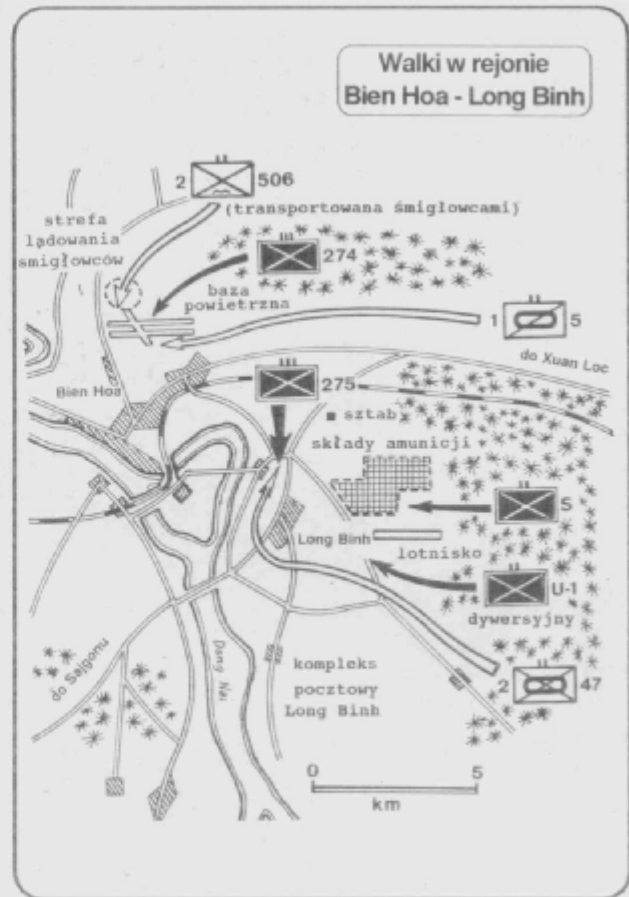 Walki w rejonie
Bien Hoa - Long Binh
2 506
(transportowana śmigłowcami)
strefa
lądowania
śmigłowców
274
baza
powietrzna
1 5
do Xuan Loc
Bien Hoa
275
sztab
składy amunicji
5
Long Binh
lotnisko
U-1
dywersyjny
do Sajgonu
Dong Nai
kompleks
pocztowy
Long Binh
2 47
0 5
km